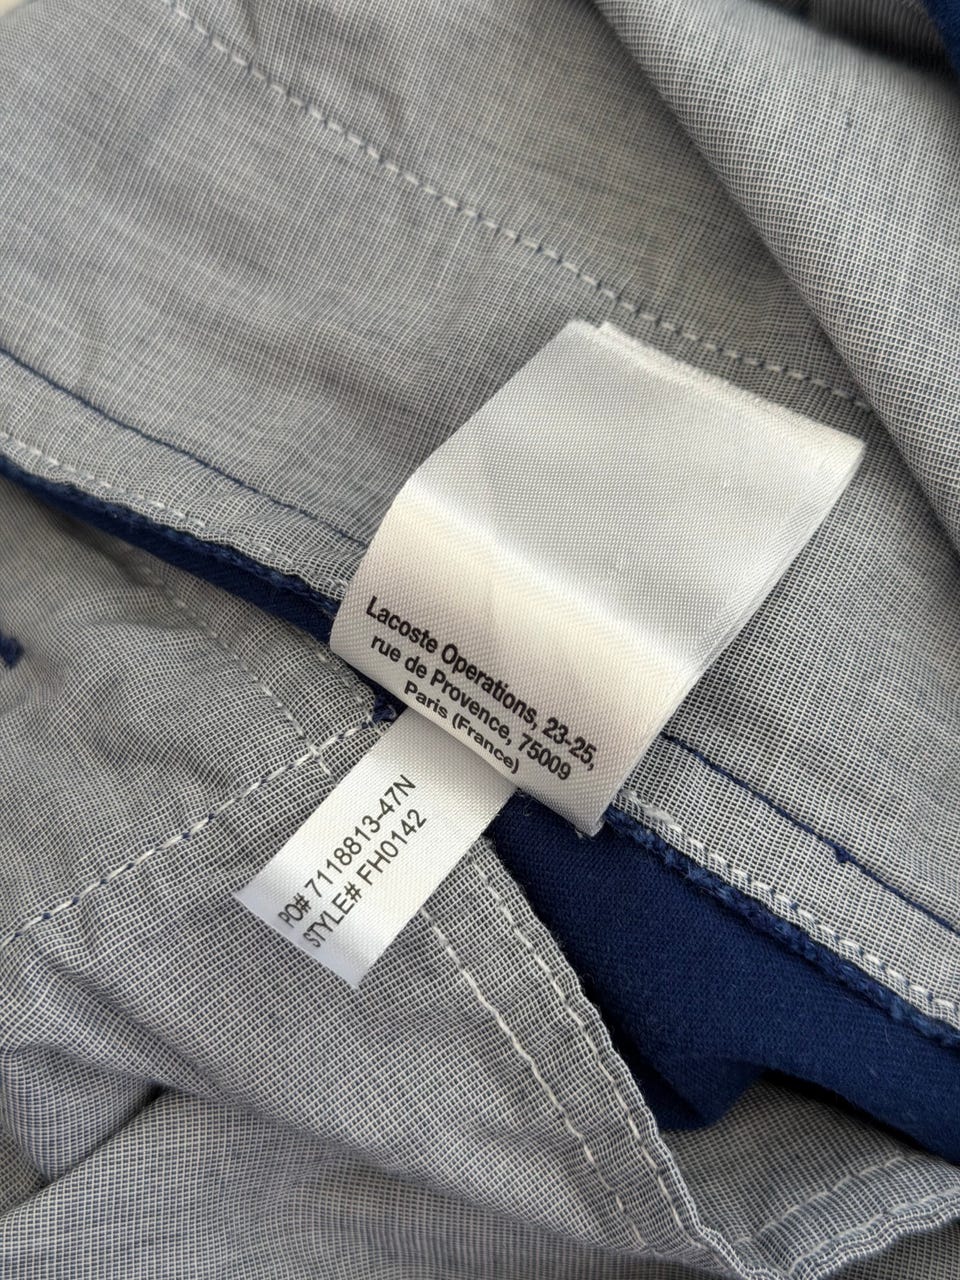 Lacoste Operations, 23-25,
rue de Provence, 75009
Paris (France)
PO# 7118813-47N
STYLE# FH0142